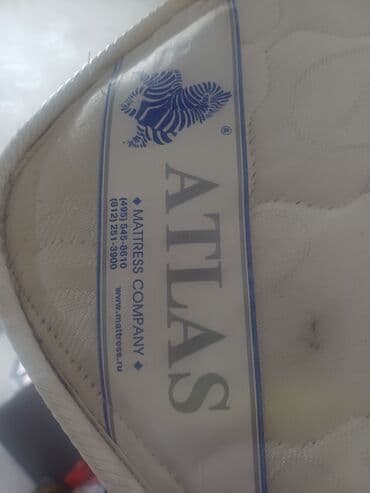 ®
ATLAS
◆ MATTRESS COMPANY ◆
(495) 545-8610
(812) 251-3900
www.mattress.ru